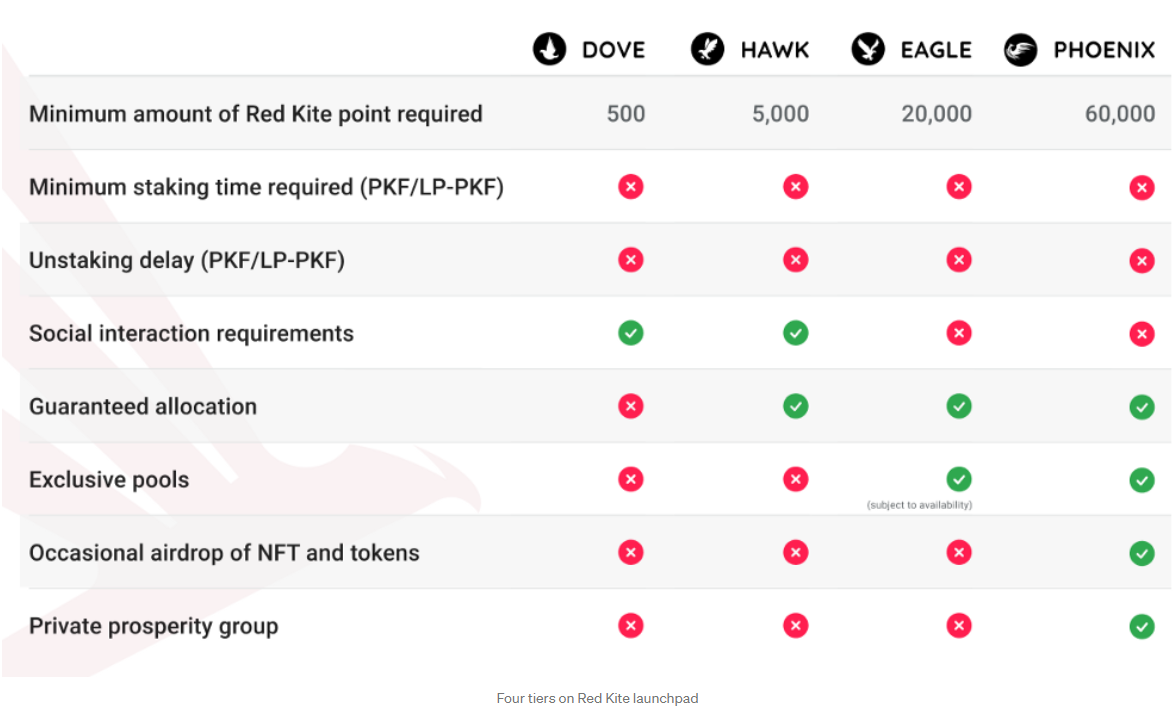 DOVE HAWK EAGLE PHOENIX
Minimum amount of Red Kite point required 500 5,000 20,000 60,000
Minimum staking time required (PKF/LP-PKF)
Unstaking delay (PKF/LP-PKF)
Social interaction requirements
Guaranteed allocation
Exclusive pools
(subject to availability)
Occasional airdrop of NFT and tokens
Private prosperity group
Four tiers on Red Kite launchpad